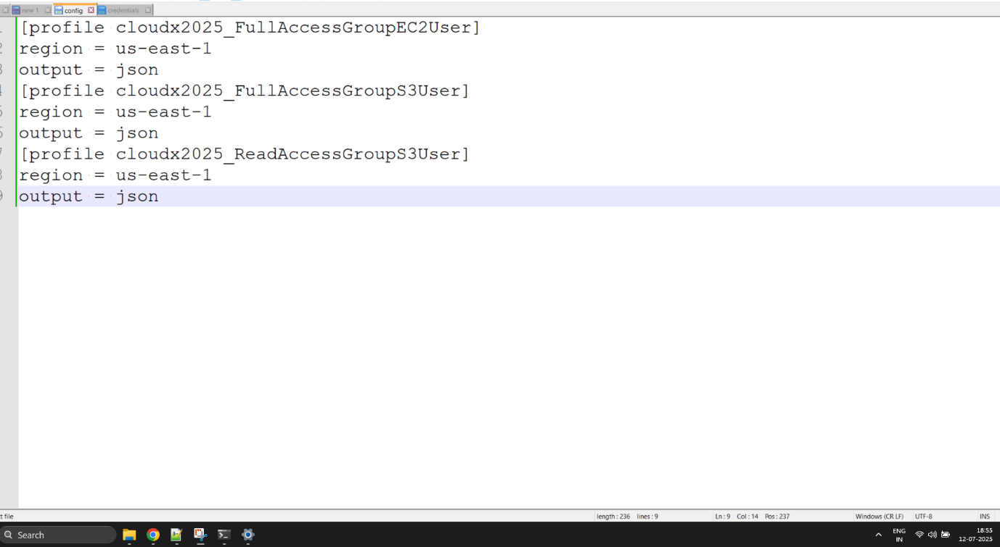 new 1
config
credentials
[profile cloudx2025_FullAccessGroupEC2User]
region = us-east-1
output = json
[profile cloudx2025_FullAccessGroupS3User]
region = us-east-1
output = json
[profile cloudx2025_ReadAccessGroupS3User]
region = us-east-1
output = json
t file
length : 236 lines : 9
Ln : 9 Col : 14 Pos : 237
Windows (CR LF)
UTF-8
INS
Search
ENG
IN
18:55
12-07-2025